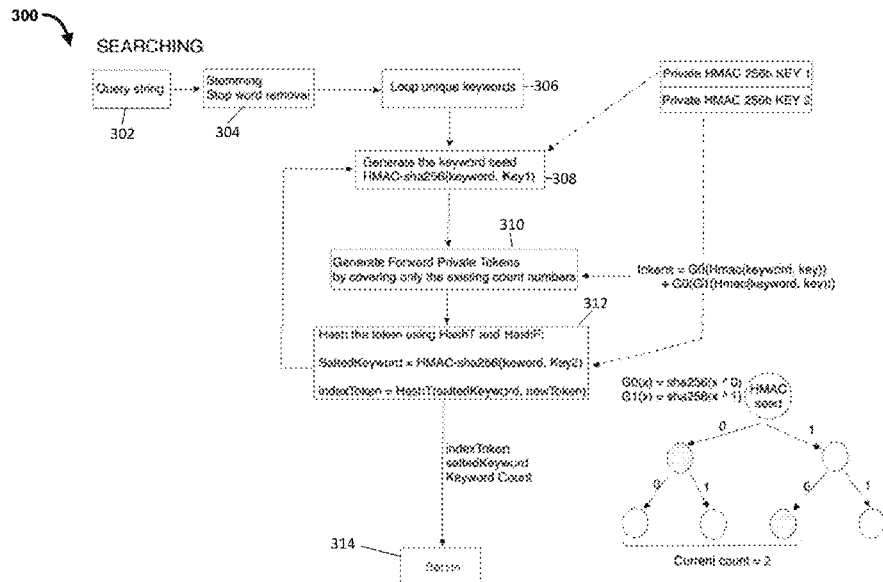 300
SEARCHING
Query string
302
Stemming
Stop word removal
304
Loop unique keywords
306
Private HMAC 256b KEY 1
Private HMAC 256b KEY 2
Generate the keyword seed
HMAC-sha256(keyword, Key1)
308
310
Generate Forward Private Tokens
by covering only the existing count numbers
tokens = G0(Hmac(keyword, key))
+ G0(G1(Hmac(keyword, key)))
312
Hash the token using HashT and HashF:
SaltedKeyword = HMAC-sha256(keword, Key2)
indexToken = HashT(saltedKeyword, newToken)
G0(x) = sha256(x ^ 0)
G1(x) = sha256(x ^ 1)
HMAC
seed
0
1
0
1
0
1
indexToken
saltedKeyword
Keyword Count
314
Server
Current count = 2